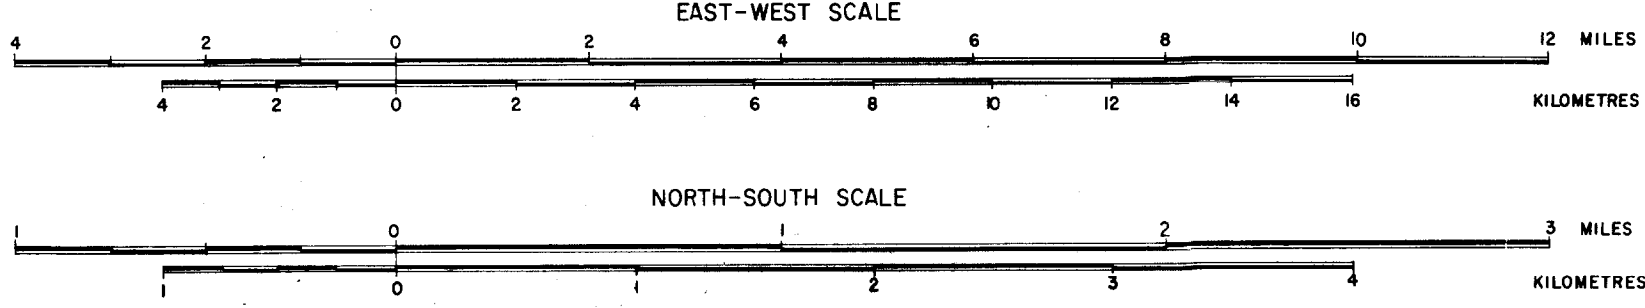 EAST-WEST SCALE
4 2 0 2 4 6 8 10 12 MILES
4 2 0 2 4 6 8 10 12 14 16 KILOMETRES
NORTH-SOUTH SCALE
1 0 1 2 3 MILES
1 0 1 2 3 4 KILOMETRES